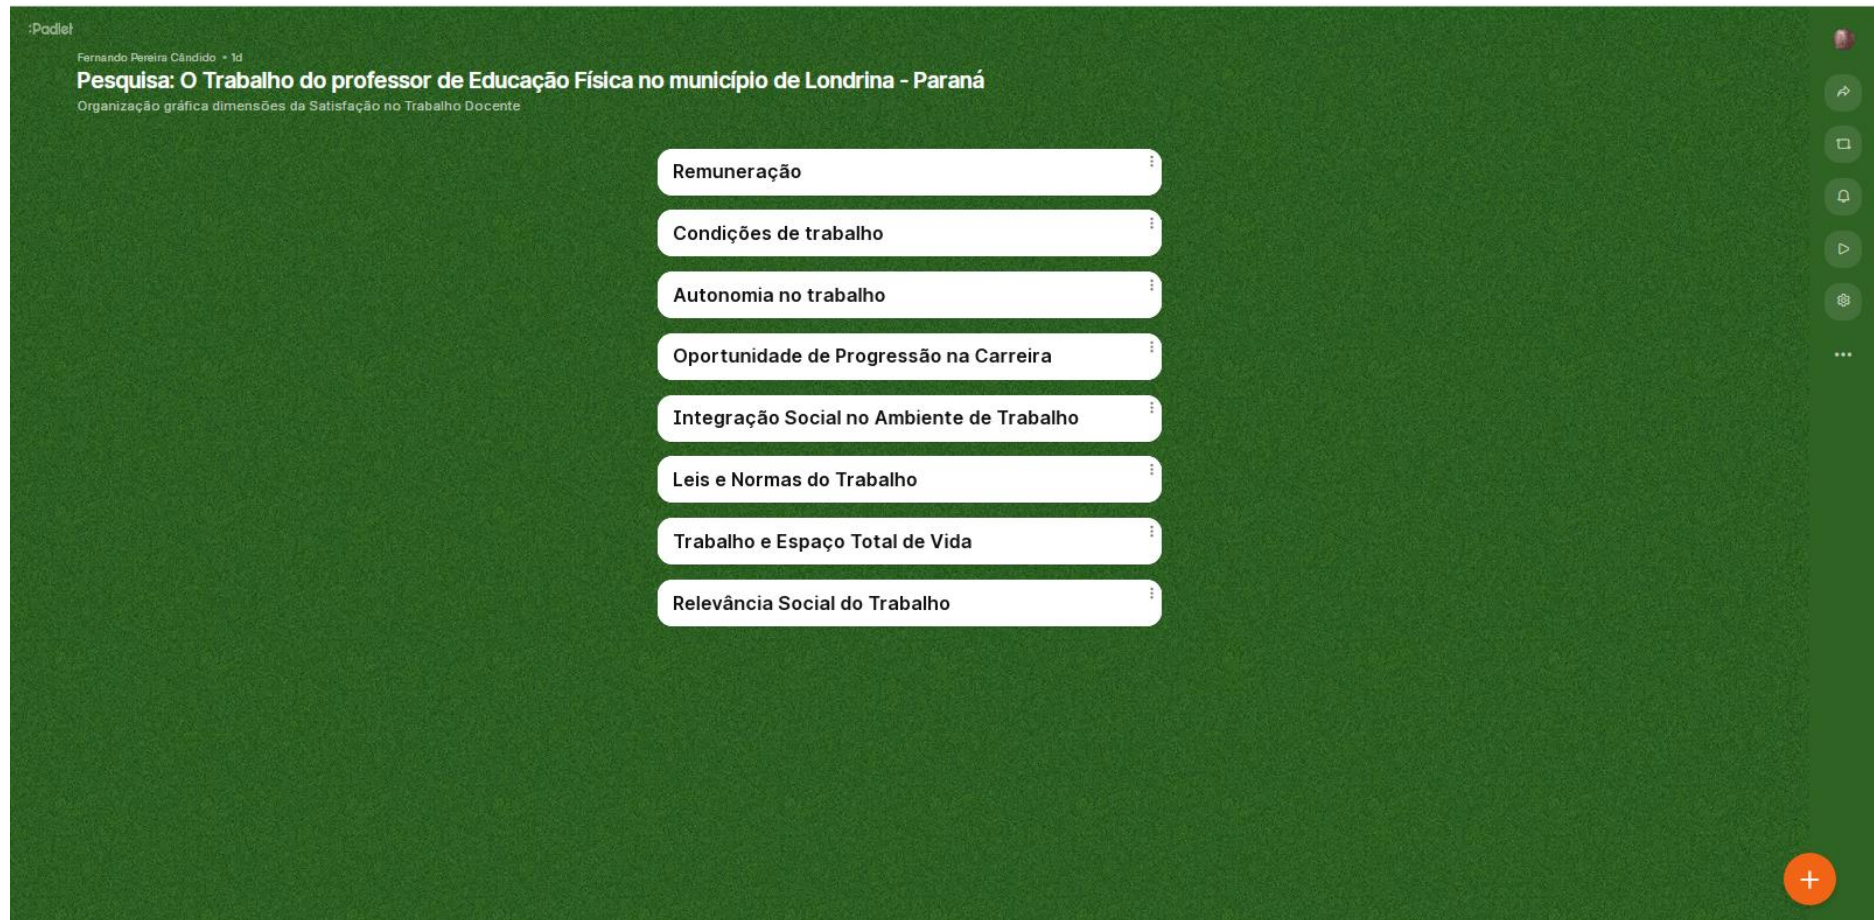 :Padlet
Fernando Pereira Cândido • 1d
Pesquisa: O Trabalho do professor de Educação Física no município de Londrina - Paraná
Organização gráfica dimensões da Satisfação no Trabalho Docente
Remuneração
Condições de trabalho
Autonomia no trabalho
Oportunidade de Progressão na Carreira
Integração Social no Ambiente de Trabalho
Leis e Normas do Trabalho
Trabalho e Espaço Total de Vida
Relevância Social do Trabalho